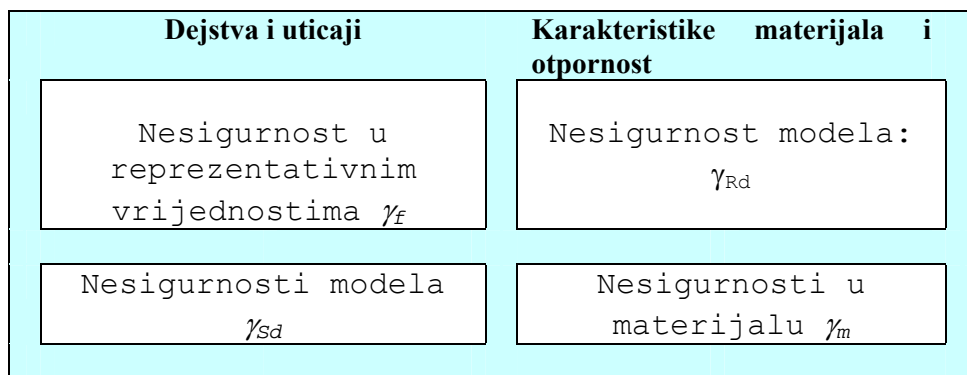 Dejstva i uticaji
Karakteristike materijala i
otpornost
Nesigurnost u
reprezentativnim
vrijednostima γf
Nesigurnost modela:
γRd
Nesigurnosti modela
γSd
Nesigurnosti u
materijalu γm